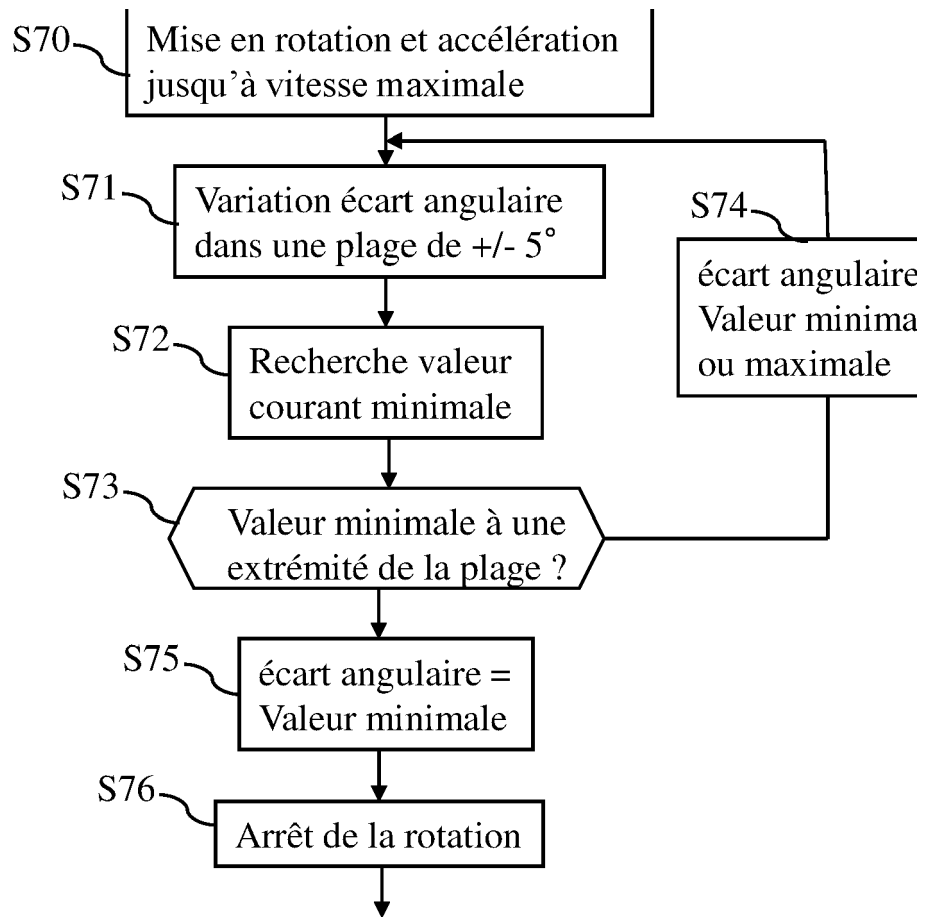 S70
Mise en rotation et accélération
jusqu'à vitesse maximale
S71
Variation écart angulaire
dans une plage de +/- 5°
S74
écart angulaire
Valeur minima
ou maximale
S72
Recherche valeur
courant minimale
S73
Valeur minimale à une
extrémité de la plage ?
S75
écart angulaire =
Valeur minimale
S76
Arrêt de la rotation